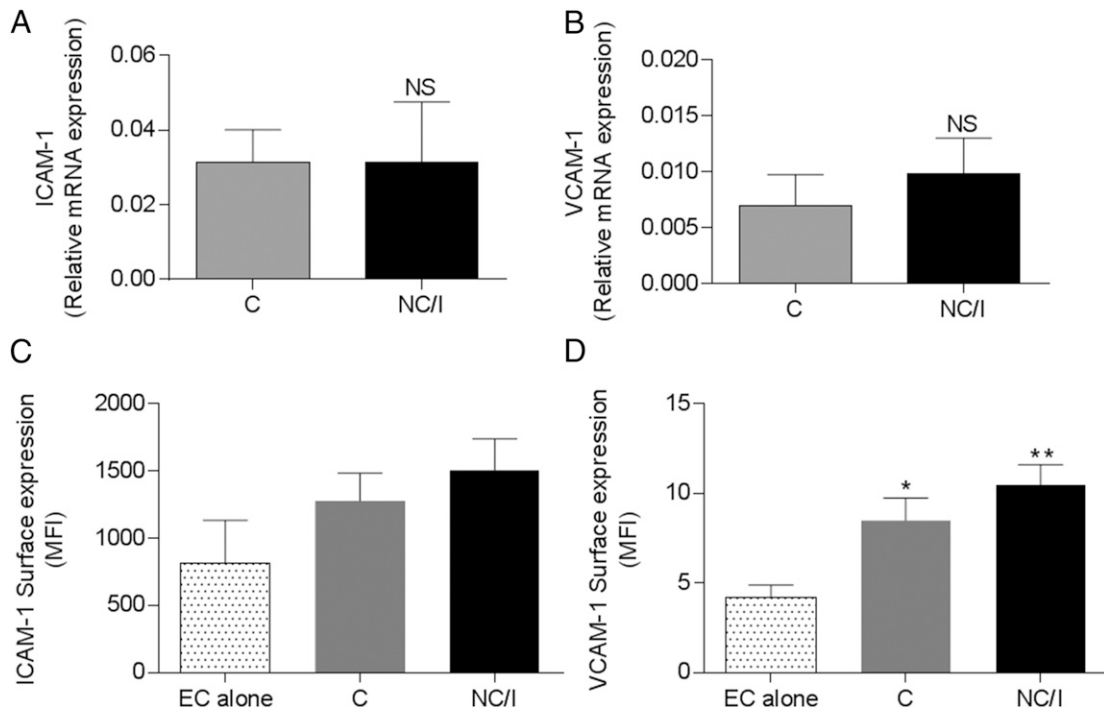 A
ICAM-1
(Relative mRNA expression)
0.06
0.04
0.02
0.00
NS
C
NC/I
B
VCAM-1
(Relative mRNA expression)
0.020
0.015
0.010
0.005
0.000
NS
C
NC/I
C
ICAM-1 Surface expression
(MFI)
2000
1500
1000
500
0
EC alone
C
NC/I
D
VCAM-1 Surface expression
(MFI)
15
10
5
0
*
**
EC alone
C
NC/I